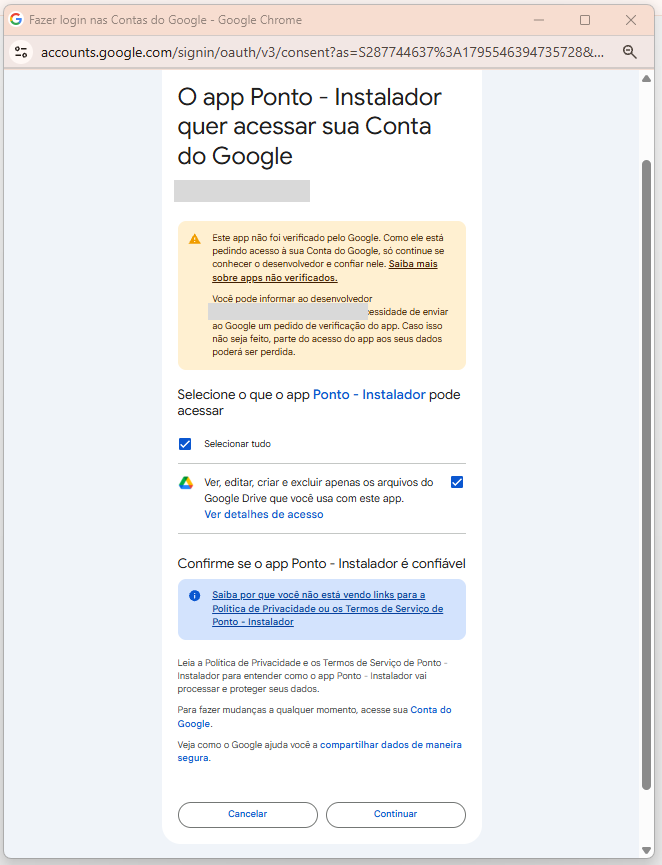 Fazer login nas Contas do Google - Google Chrome
accounts.google.com/signin/oauth/v3/consent?as=S287744637%3A1795546394735728&...
O app Ponto - Instalador
quer acessar sua Conta
do Google
Este app não foi verificado pelo Google. Como ele está
pedindo acesso à sua Conta do Google, só continue se
conhecer o desenvolvedor e confiar nele. Saiba mais
sobre apps não verificados.
Você pode informar ao desenvolvedor
cessidade de enviar
ao Google um pedido de verificação do app. Caso isso
não seja feito, parte do acesso do app aos seus dados
poderá ser perdida.
Selecione o que o app Ponto - Instalador pode
acessar
Selecionar tudo
Ver, editar, criar e excluir apenas os arquivos do
Google Drive que você usa com este app.
Ver detalhes de acesso
Confirme se o app Ponto - Instalador é confiável
Saiba por que você não está vendo links para a
Política de Privacidade ou os Termos de Serviço de
Ponto - Instalador
Leia a Política de Privacidade e os Termos de Serviço de Ponto -
Instalador para entender como o app Ponto - Instalador vai
processar e proteger seus dados.
Para fazer mudanças a qualquer momento, acesse sua Conta do
Google.
Veja como o Google ajuda você a compartilhar dados de maneira
segura.
Cancelar
Continuar